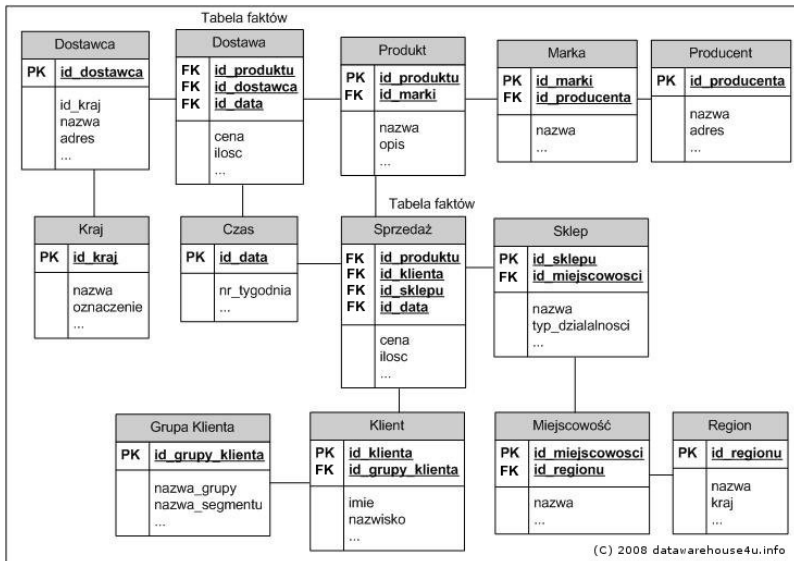 Tabela faktów
Dostawca
PK id_dostawca
id_kraj
nazwa
adres
...
Dostawa
FK id_produktu
FK id_dostawca
FK id_data
cena
ilosc
...
Produkt
PK id_produktu
FK id_marki
nazwa
opis
...
Marka
PK id_marki
FK id_producenta
nazwa
...
Producent
PK id_producenta
nazwa
adres
...
Tabela faktów
Kraj
PK id_kraj
nazwa
oznaczenie
...
Czas
PK id_data
nr_tygodnia
...
Sprzedaż
FK id_produktu
FK id_klienta
FK id_sklepu
FK id_data
cena
ilosc
...
Sklep
PK id_sklepu
FK id_miejscowosci
nazwa
typ_dzialalnosci
...
Grupa Klienta
PK id_grupy_klienta
nazwa_grupy
nazwa_segmentu
...
Klient
PK id_klienta
FK id_grupy_klienta
imie
nazwisko
...
Miejscowość
PK id_miejscowosci
FK id_regionu
nazwa
...
Region
PK id_regionu
nazwa
kraj
...
(C) 2008 datawarehouse4u.info